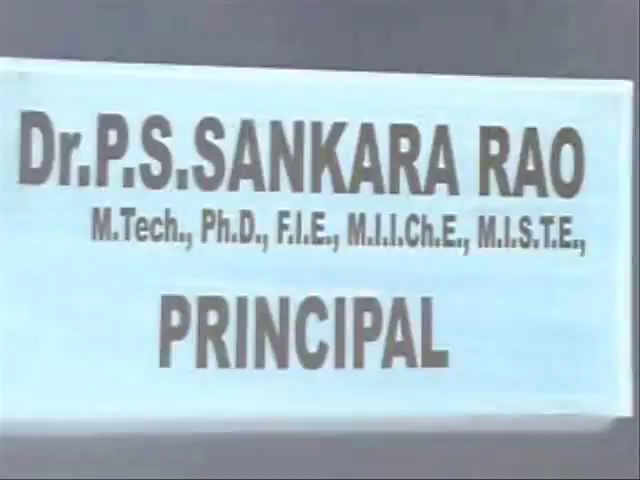 Dr.P.S.SANKARA RAO
M.Tech., Ph.D., F.I.E., M.I.I.Ch.E., M.I.S.T.E.,
PRINCIPAL